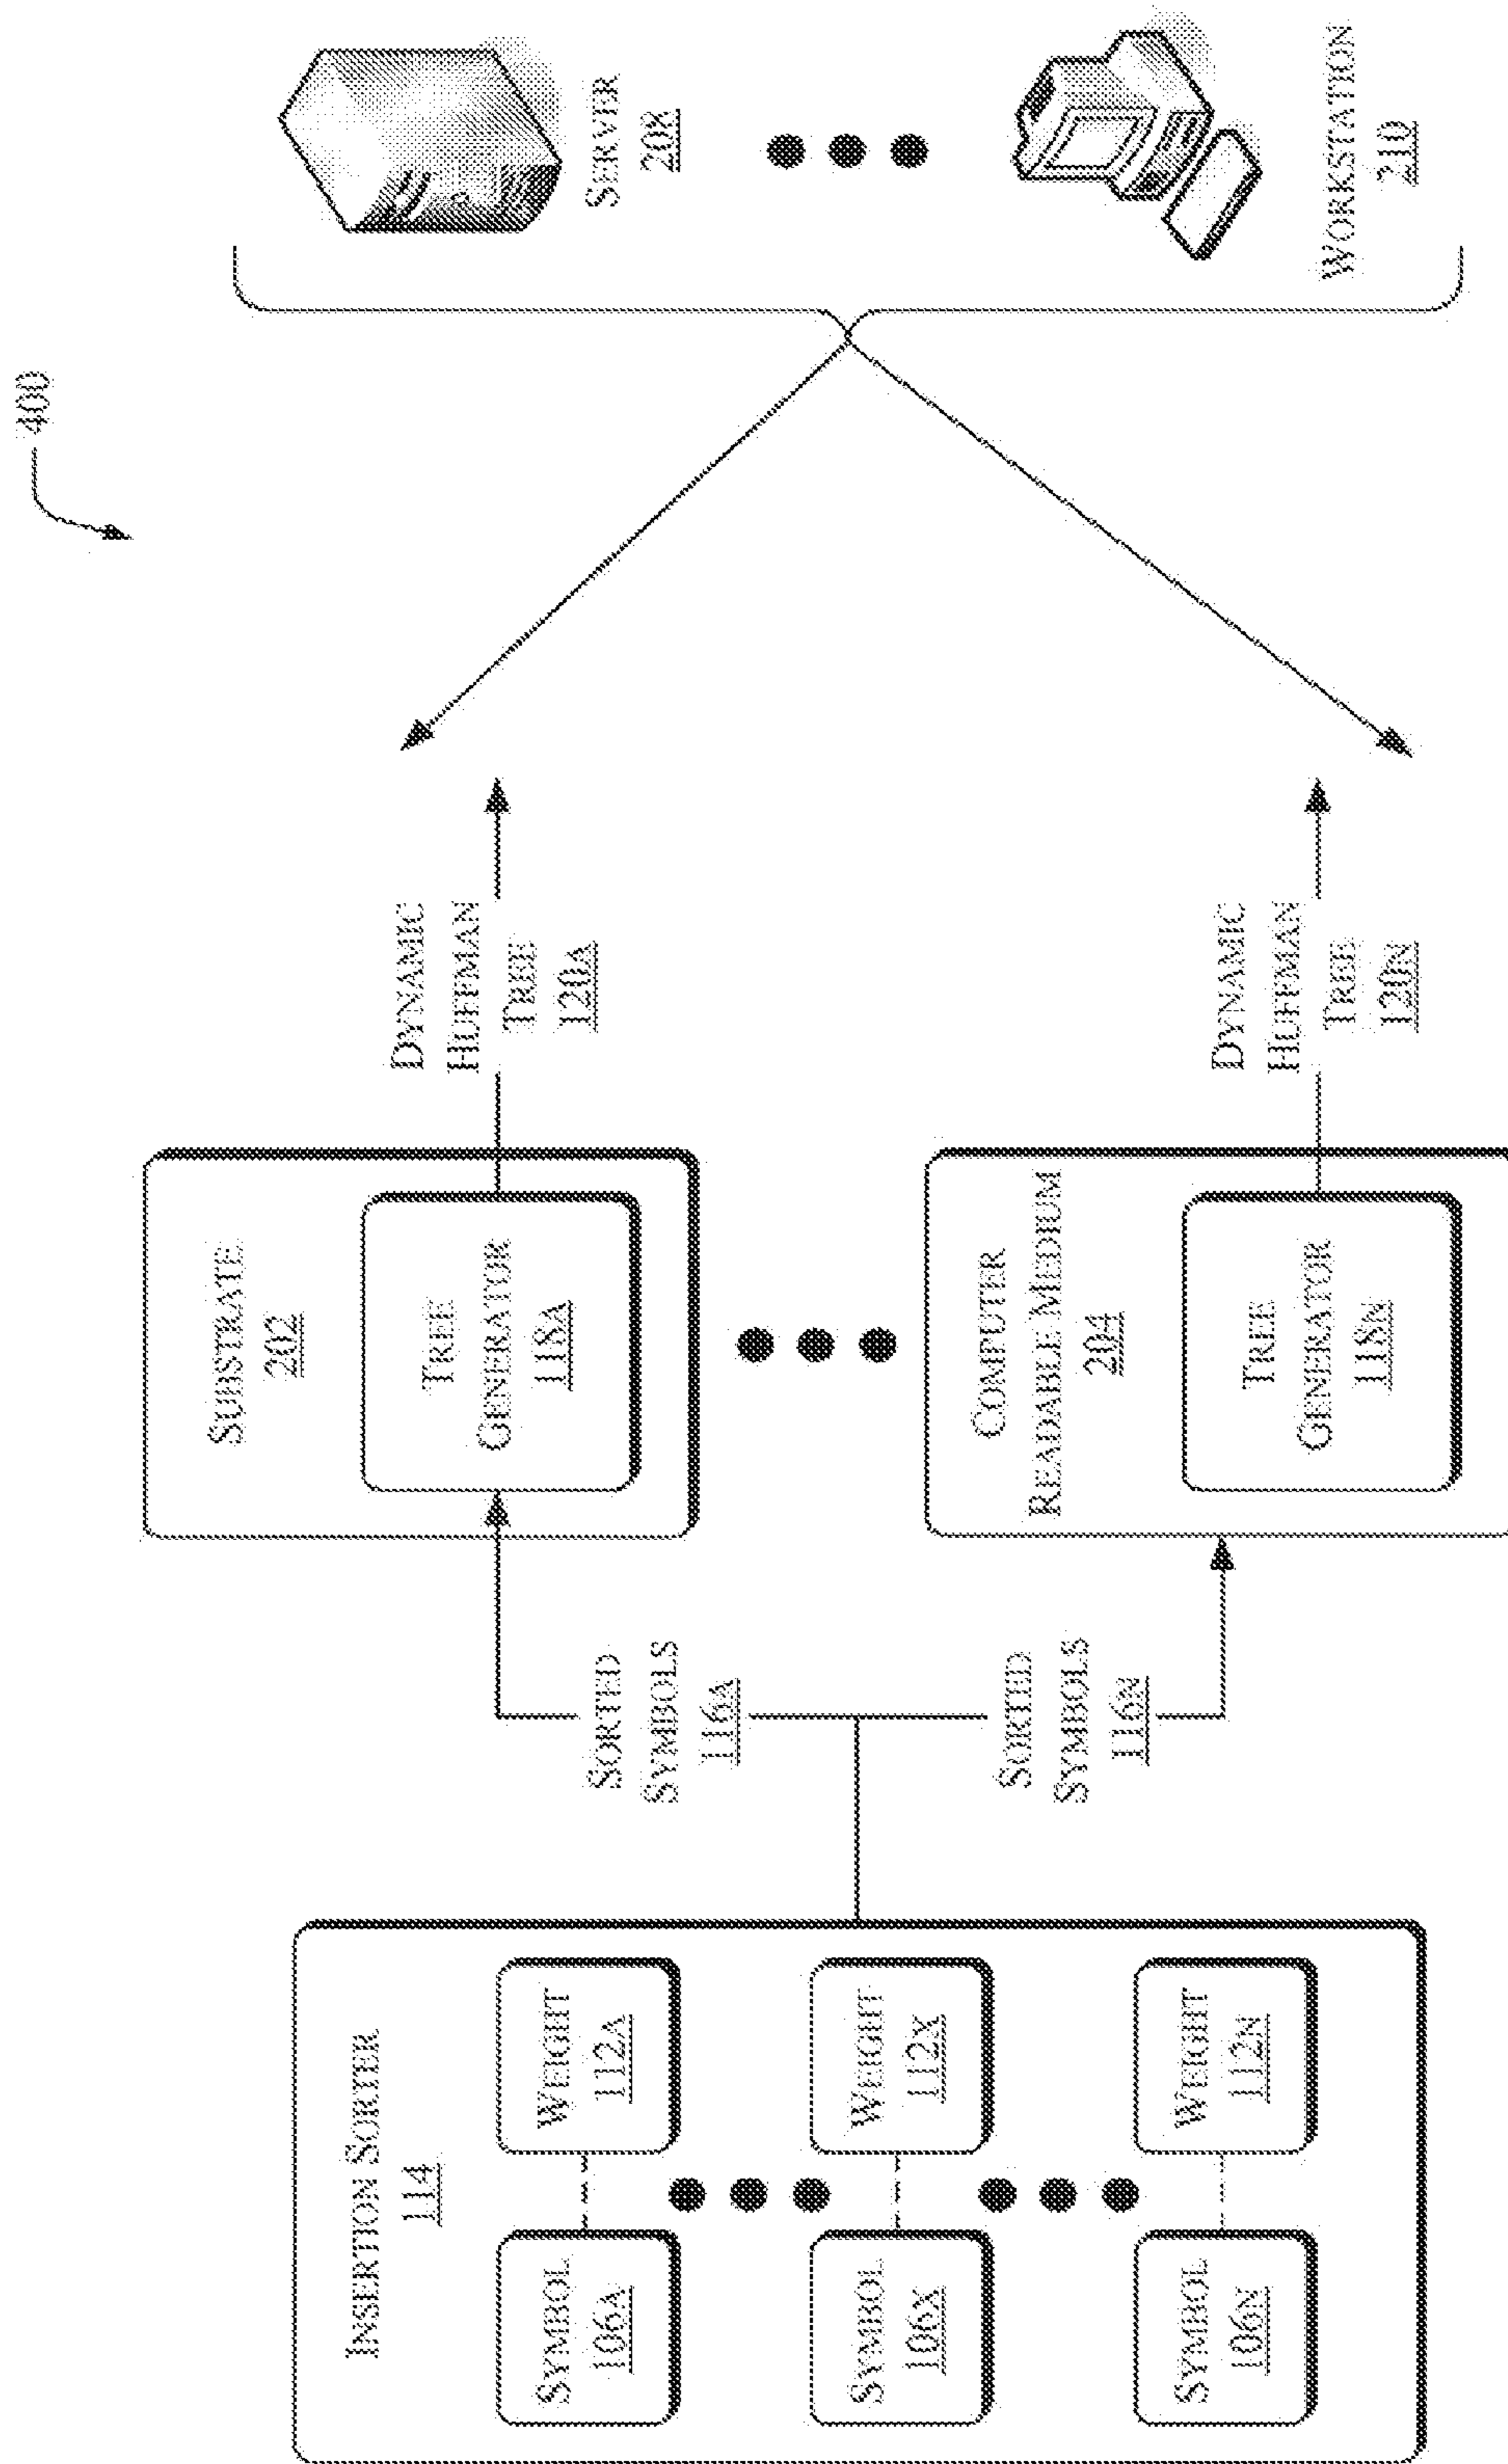 400
INSERTION SORTER
114
SYMBOL
106A
WEIGHT
112A
SYMBOL
106X
WEIGHT
112X
SYMBOL
106N
WEIGHT
112N
SORTED
SYMBOLS
116A
SORTED
SYMBOLS
116N
SUBSTRATE
202
TREE
GENERATOR
118A
COMPUTER
READABLE MEDIUM
204
TREE
GENERATOR
118N
DYNAMIC
HUFFMAN
TREE
120A
DYNAMIC
HUFFMAN
TREE
120N
SERVER
208
WORKSTATION
210